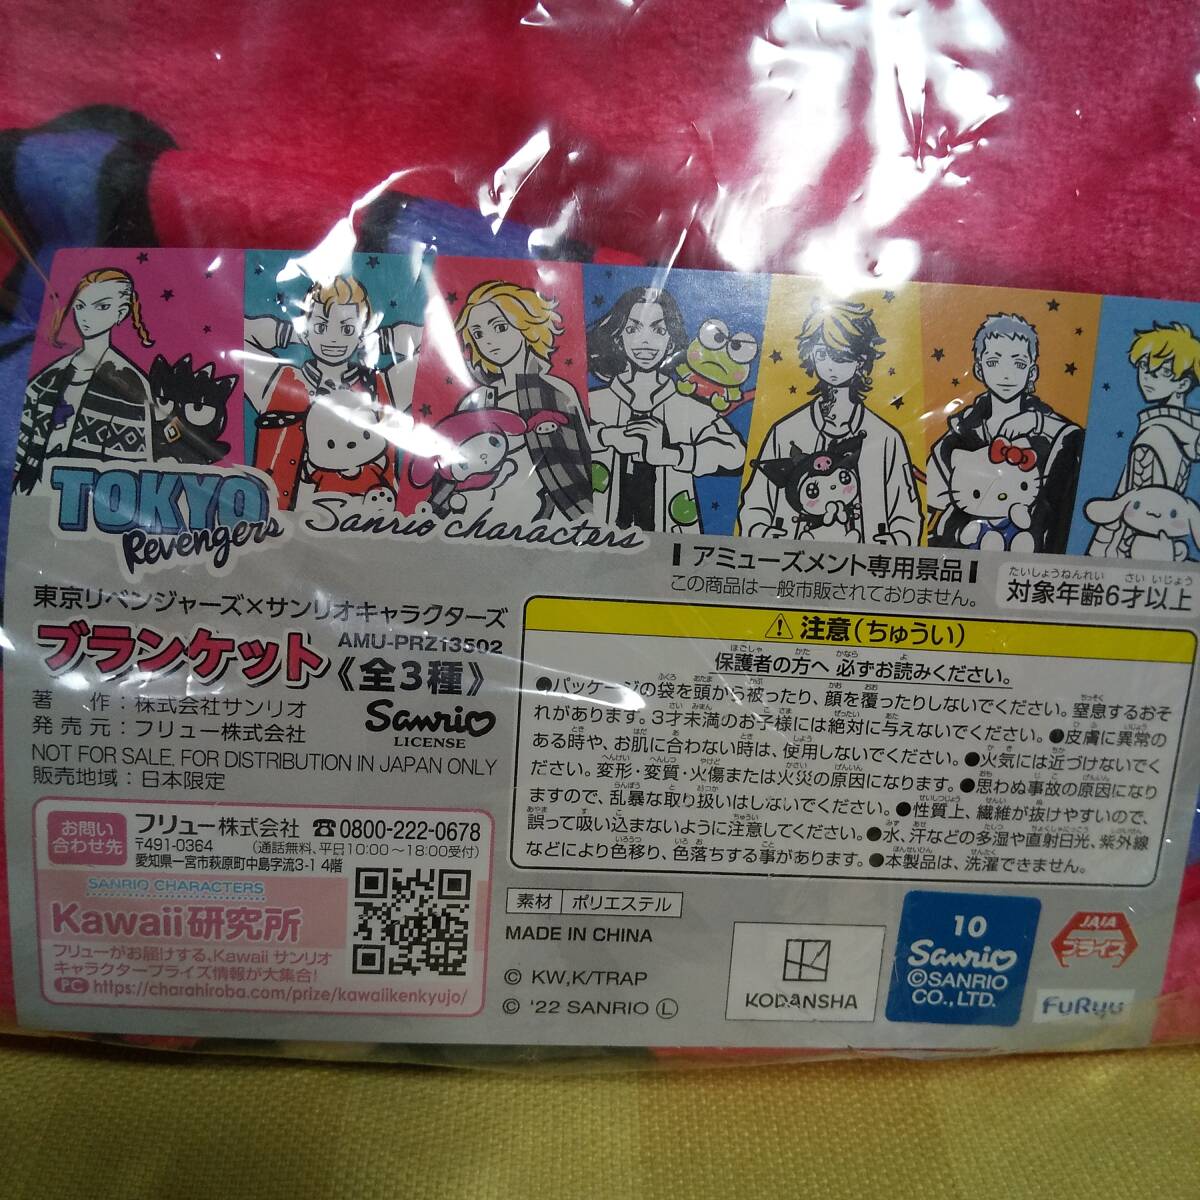 TOKYO
Revengers
Sanrio characters
アミューズメント専用景品
この商品は一般市販されておりません。
たいしょうねんれい さい いじょう
対象年齢6才以上
東京リベンジャーズ×サンリオキャラクターズ
ブランケット
AMU-PRZ13502
《全3種》
著 作:株式会社サンリオ
発売元:フリュー株式会社
Sanrio
LICENSE
NOT FOR SALE, FOR DISTRIBUTION IN JAPAN ONLY
販売地域:日本限定
お問い
合わせ先
フリュー株式会社 ☎0800-222-0678
〒491-0364 (通話無料、平日10:00〜18:00受付)
愛知県一宮市萩原町中島字流3-1 4階
SANRIO CHARACTERS
Kawaii研究所
フリューがお届けする、Kawaii サンリオ
キャラクタープライズ情報が大集合!
PC https://charahiroba.com/prize/kawaiikenkyujo/
⚠注意(ちゅうい)
保護者の方へ 必ずお読みください。
●パッケージの袋を頭から被ったり、顔を覆ったりしないでください。窒息するおそ
れがあります。3才未満のお子様には絶対に与えないでください。●皮膚に異常の
ある時や、お肌に合わない時は、使用しないでください。●火気には近づけないでく
ださい。変形・変質・火傷または火災の原因になります。●思わぬ事故の原因になり
ますので、乱暴な取り扱いはしないでください。●性質上、繊維が抜けやすいので、
誤って吸い込まないように注意してください。●水、汗などの多湿や直射日光、紫外線
などにより色移り、色落ちする事があります。●本製品は、洗濯できません。
素材 ポリエステル
MADE IN CHINA
© KW,K/TRAP
© '22 SANRIO Ⓛ
KODANSHA
10
Sanrio
©SANRIO
CO., LTD.
JAIA
プライズ
FuRyu